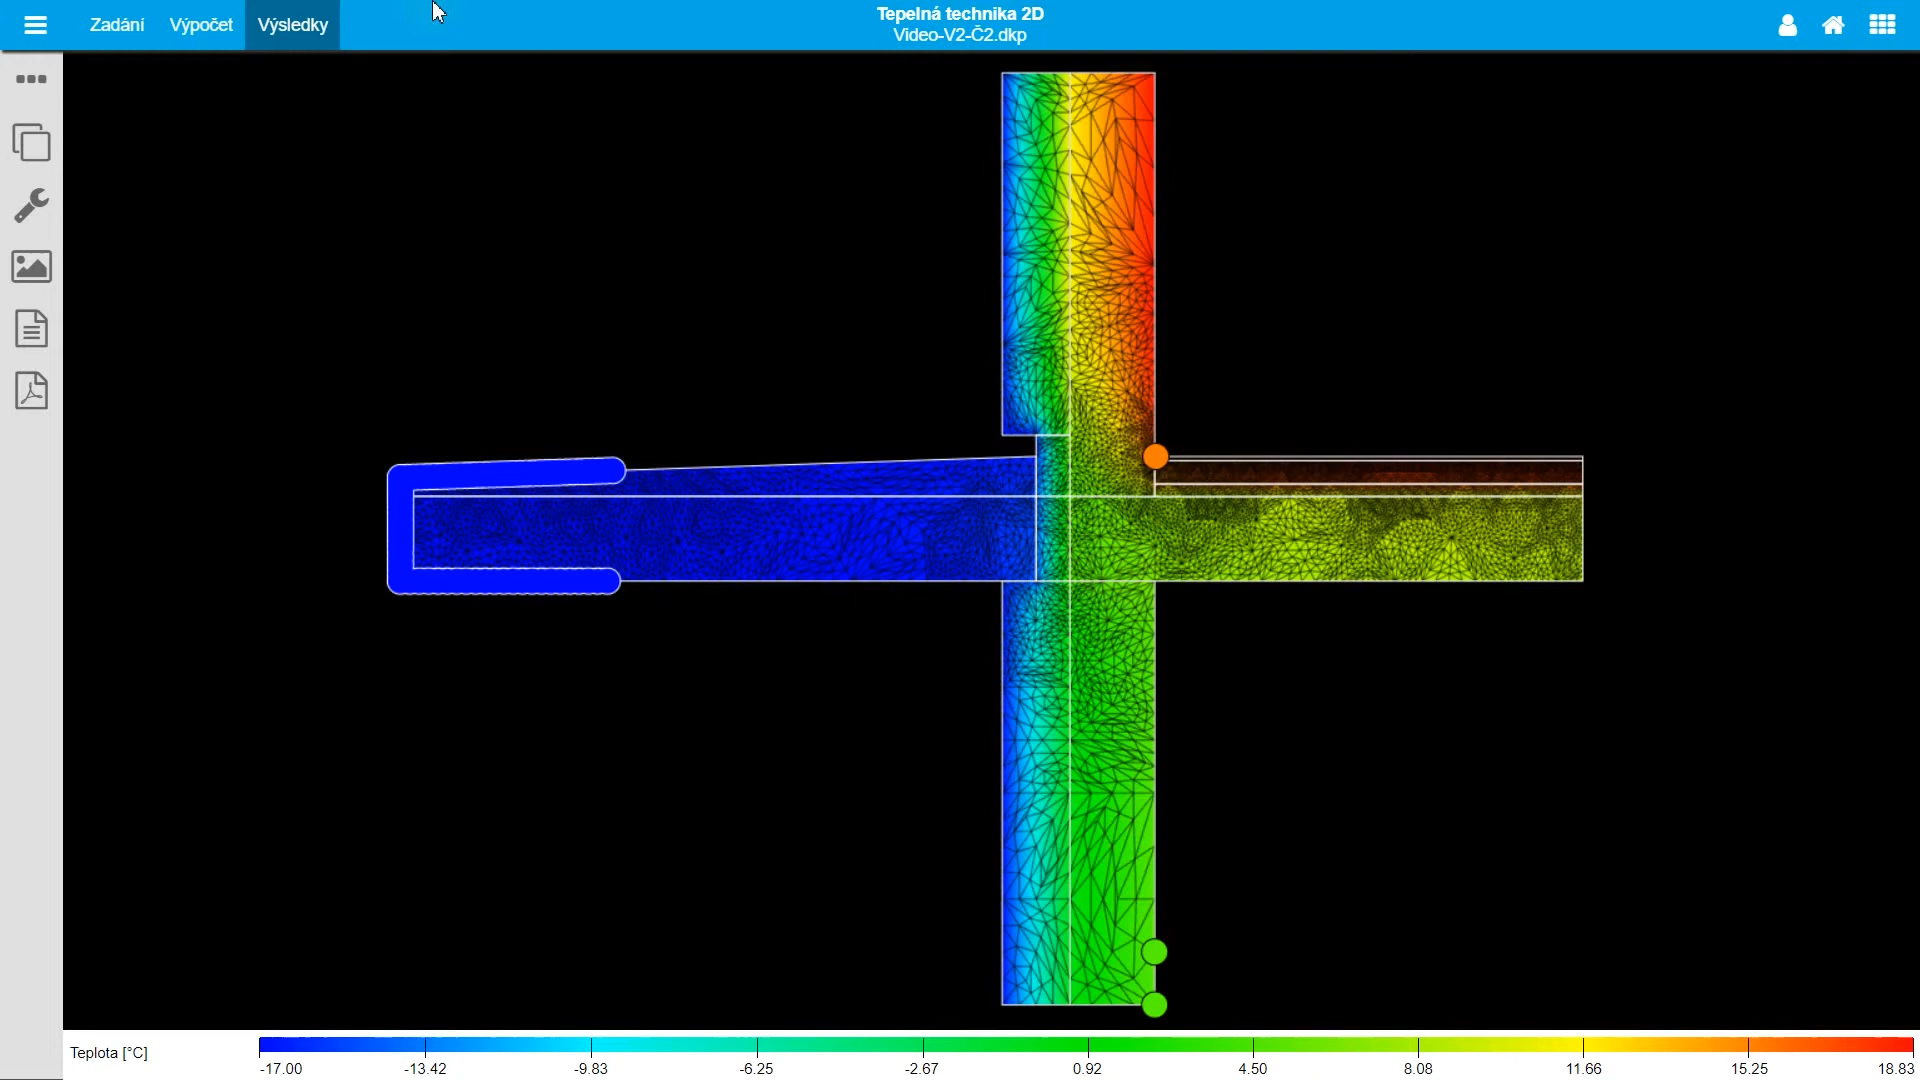 Zadání Výpočet Výsledky
Tepelná technika 2D
Video-V2-Č2.dkp
Teplota [°C]
-17.00 -13.42 -9.83 -6.25 -2.67 0.92 4.50 8.08 11.66 15.25 18.83